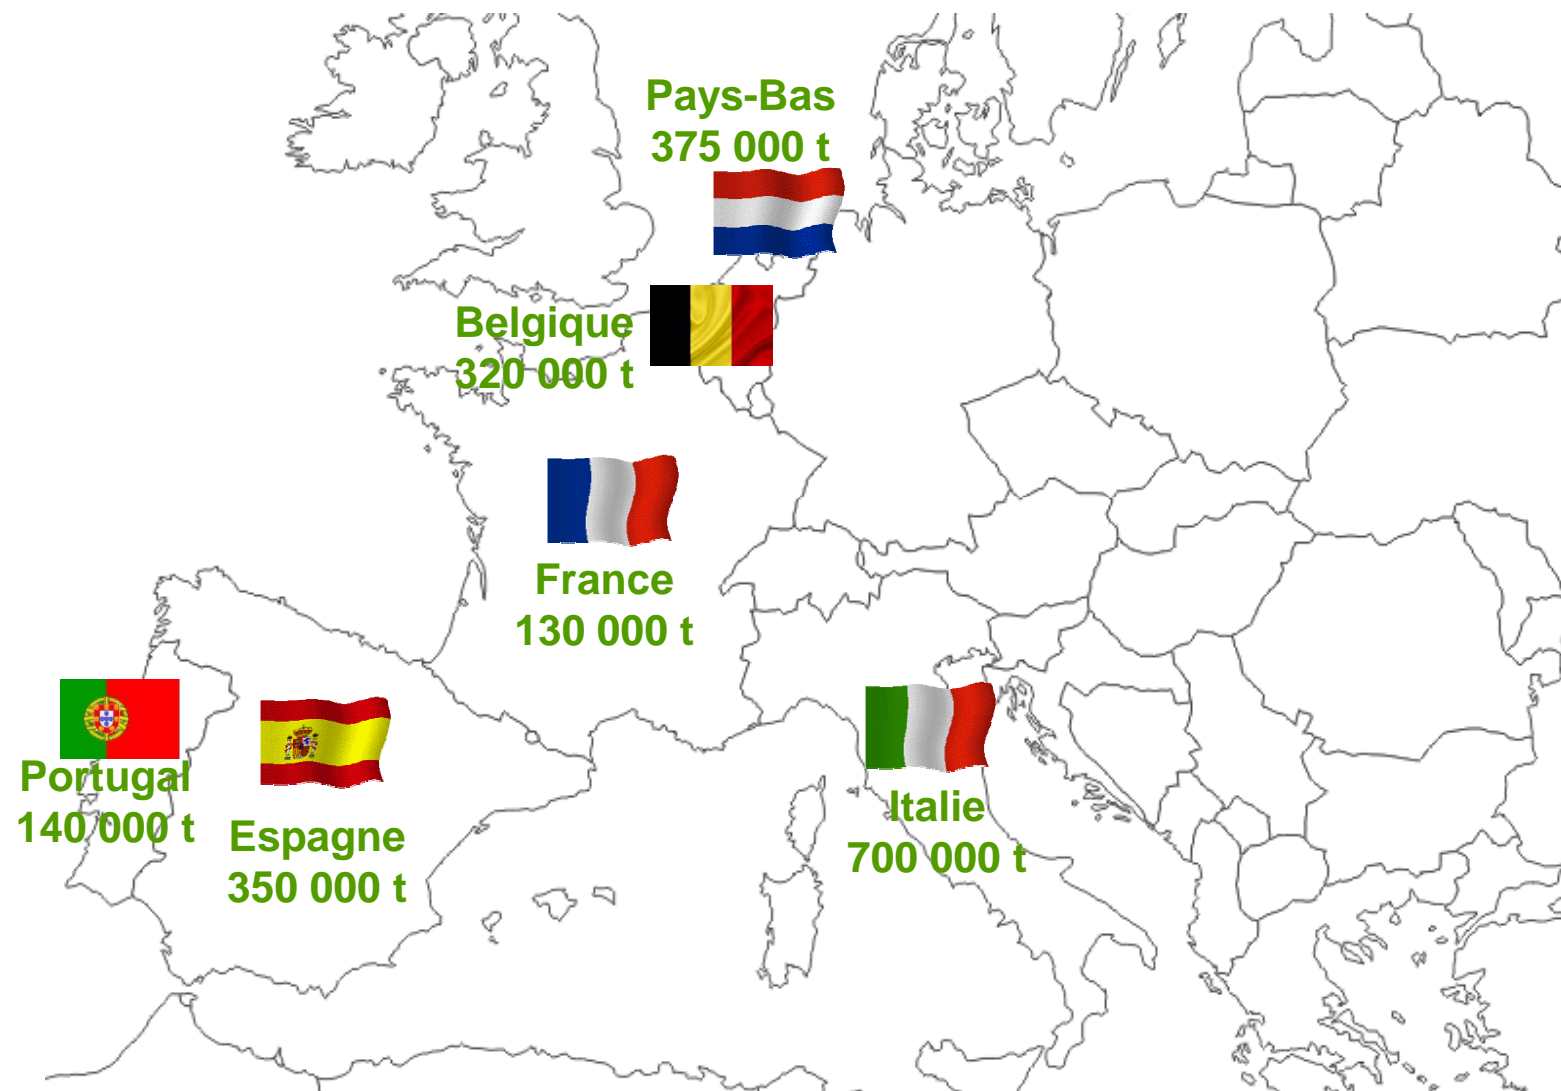 Pays-Bas
375 000 t
Belgique
320 000 t
France
130 000 t
Portugal
140 000 t
Espagne
350 000 t
Italie
700 000 t